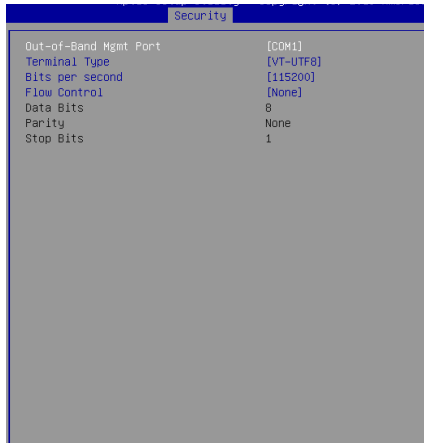 Security
Out-of-Band Mgmt Port [COM1]
Terminal Type [VT-UTF8]
Bits per second [115200]
Flow Control [None]
Data Bits 8
Parity None
Stop Bits 1